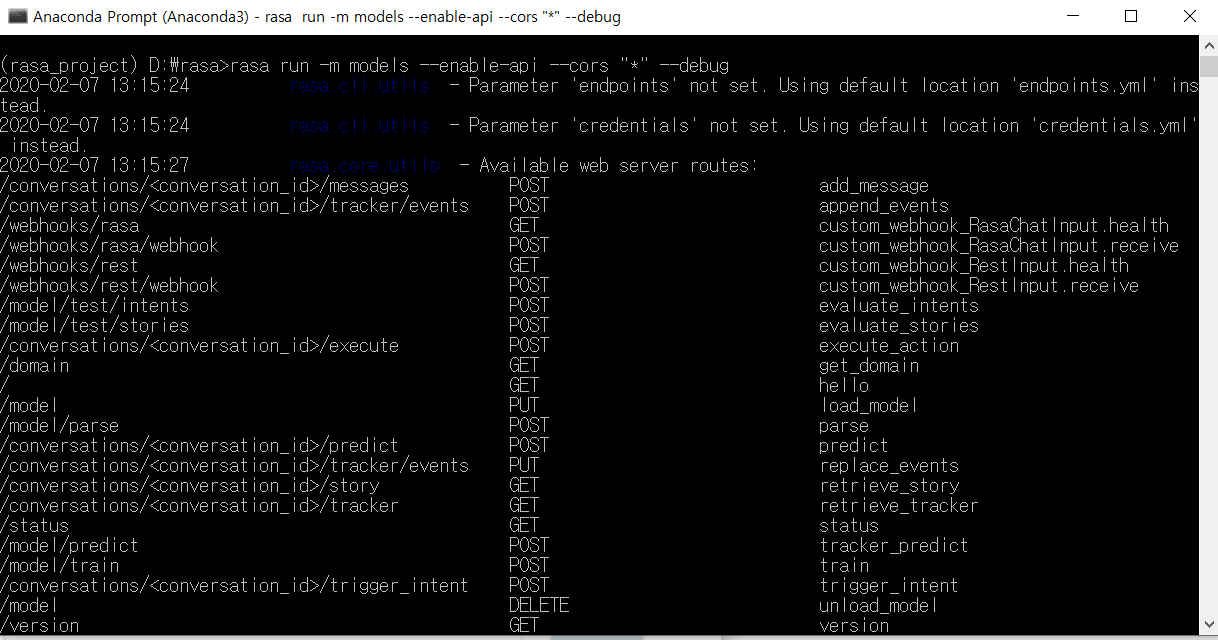 Anaconda Prompt (Anaconda3) - rasa  run -m models --enable-api --cors "*" --debug
(rasa_project) D:₩rasa>rasa run -m models --enable-api --cors "*" --debug
2020-02-07 13:15:24 rasa.cli.utils - Parameter 'endpoints' not set. Using default location 'endpoints.yml' ins
tead.
2020-02-07 13:15:24 rasa.cli.utils - Parameter 'credentials' not set. Using default location 'credentials.yml'
instead.
2020-02-07 13:15:27 rasa.core.utils - Available web server routes:
/conversations/<conversation_id>/messages POST add_message
/conversations/<conversation_id>/tracker/events POST append_events
/webhooks/rasa GET custom_webhook_RasaChatInput.health
/webhooks/rasa/webhook POST custom_webhook_RasaChatInput.receive
/webhooks/rest GET custom_webhook_RestInput.health
/webhooks/rest/webhook POST custom_webhook_RestInput.receive
/model/test/intents POST evaluate_intents
/model/test/stories POST evaluate_stories
/conversations/<conversation_id>/execute POST execute_action
/domain GET get_domain
/ GET hello
/model PUT load_model
/model/parse POST parse
/conversations/<conversation_id>/predict POST predict
/conversations/<conversation_id>/tracker/events PUT replace_events
/conversations/<conversation_id>/story GET retrieve_story
/conversations/<conversation_id>/tracker GET retrieve_tracker
/status GET status
/model/predict POST tracker_predict
/model/train POST train
/conversations/<conversation_id>/trigger_intent POST trigger_intent
/model DELETE unload_model
/version GET version